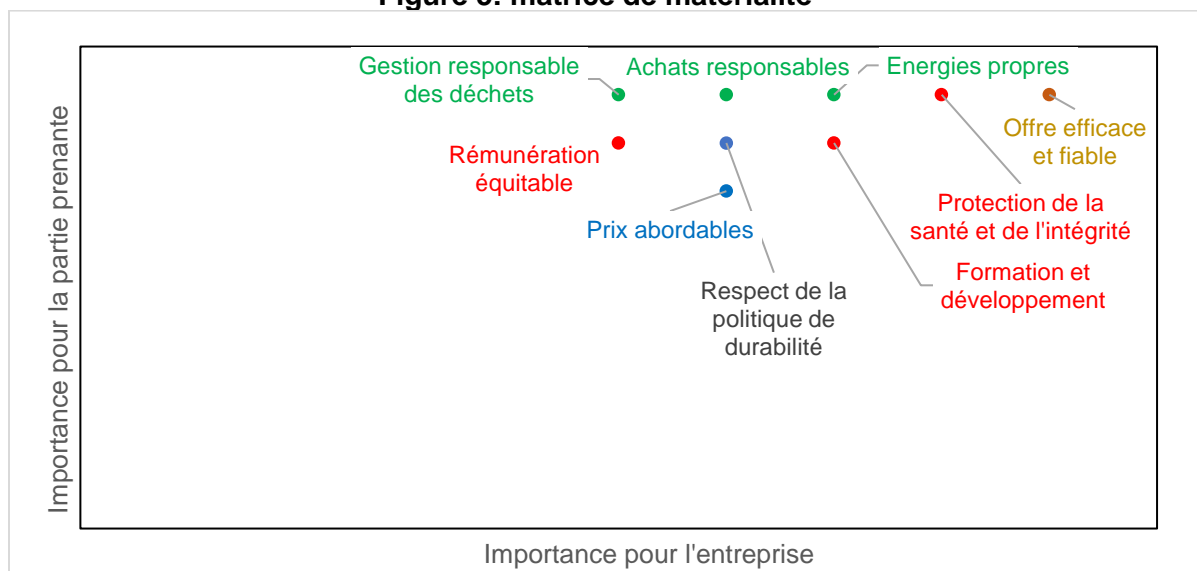 Figure 3: matrice de matérialité
Gestion responsable
des déchets
Achats responsables
Energies propres
Offre efficace
et fiable
Rémunération
équitable
Prix abordables
Protection de la
santé et de l'intégrité
Formation et
développement
Respect de la
politique de
durabilité
Importance pour la partie prenante
Importance pour l'entreprise